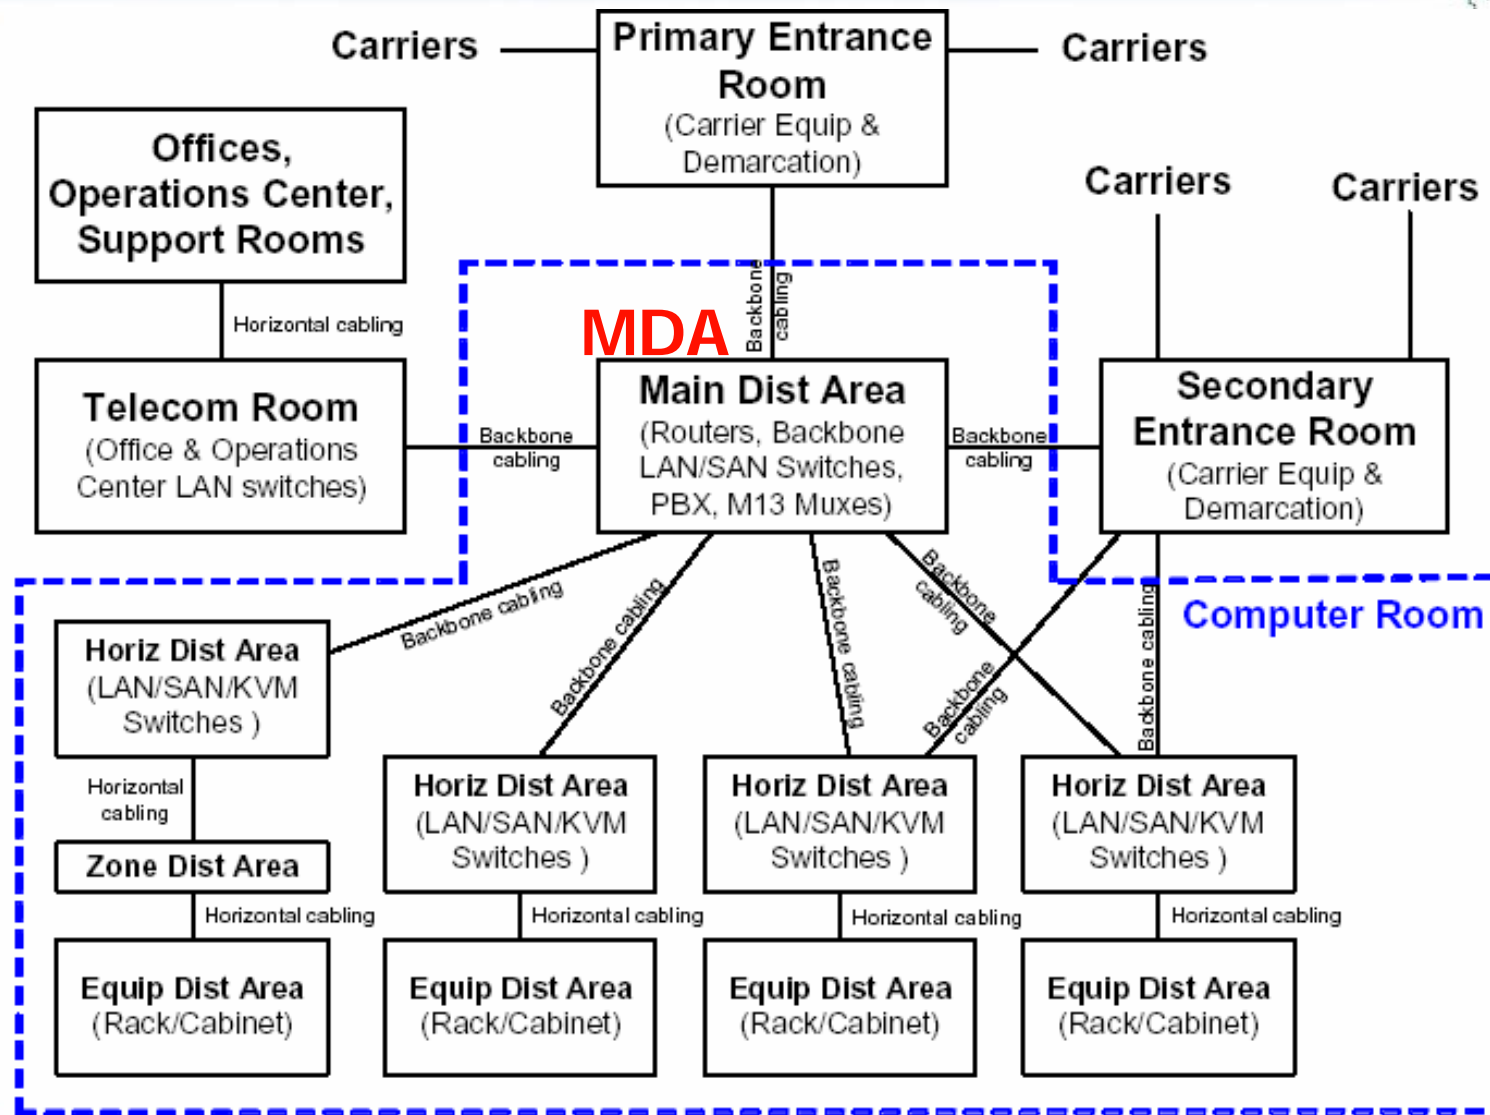 Carriers
Primary Entrance
Room
(Carrier Equip &
Demarcation)
Carriers
Offices,
Operations Center,
Support Rooms
Carriers
Carriers
Horizontal cabling
Backbone
cabling
MDA
Telecom Room
(Office & Operations
Center LAN switches)
Backbone
cabling
Main Dist Area
(Routers, Backbone
LAN/SAN Switches,
PBX, M13 Muxes)
Backbone
cabling
Secondary
Entrance Room
(Carrier Equip &
Demarcation)
Backbone cabling
Backbone cabling
Backbone cabling
Backbone
cabling
Backbone
cabling
Backbone cabling
Computer Room
Horiz Dist Area
(LAN/SAN/KVM
Switches )
Horizontal
cabling
Zone Dist Area
Horizontal cabling
Equip Dist Area
(Rack/Cabinet)
Horiz Dist Area
(LAN/SAN/KVM
Switches )
Horizontal cabling
Equip Dist Area
(Rack/Cabinet)
Horiz Dist Area
(LAN/SAN/KVM
Switches )
Horizontal cabling
Equip Dist Area
(Rack/Cabinet)
Horiz Dist Area
(LAN/SAN/KVM
Switches )
Horizontal cabling
Equip Dist Area
(Rack/Cabinet)